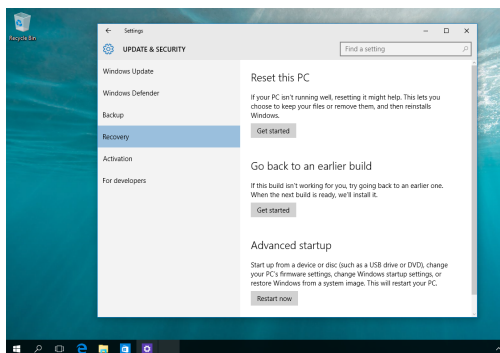 Recycle Bin
Settings
UPDATE & SECURITY
Find a setting
Windows Update
Windows Defender
Backup
Recovery
Activation
For developers
Reset this PC
If your PC isn't running well, resetting it might help. This lets you
choose to keep your files or remove them, and then reinstalls
Windows.
Get started
Go back to an earlier build
If this build isn't working for you, try going back to an earlier one.
When the next build is ready, we'll install it.
Get started
Advanced startup
Start up from a device or disc (such as a USB drive or DVD), change
your PC's firmware settings, change Windows startup settings, or
restore Windows from a system image. This will restart your PC.
Restart now